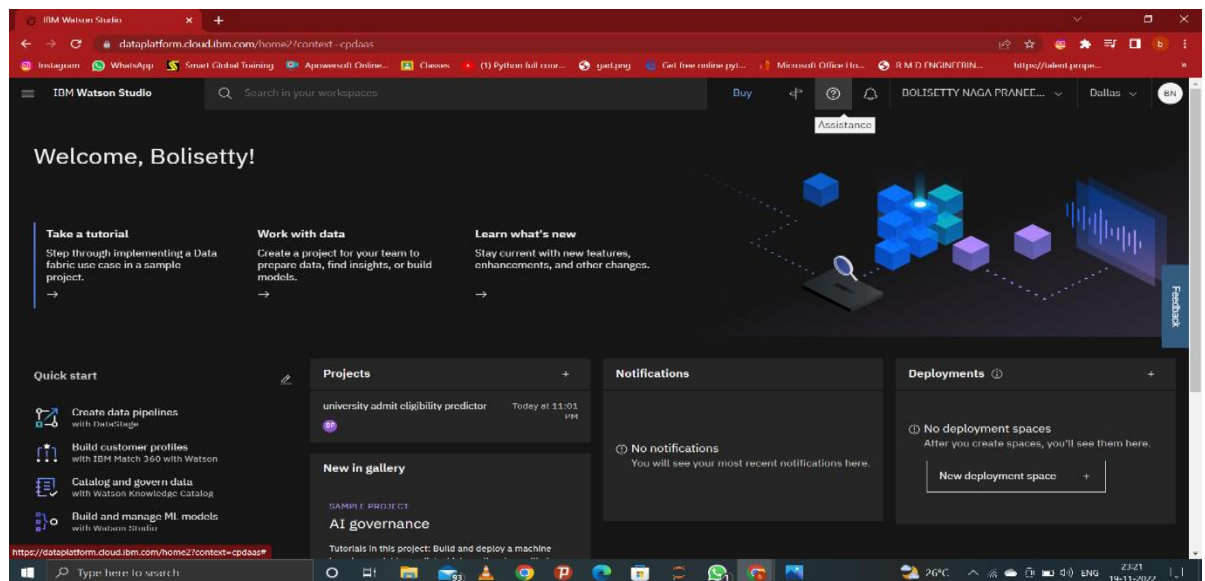 IBM Watson Studio
dataplatform.cloud.ibm.com/home2?context=cpdaas
Instagram WhatsApp Smart Global Training Apowersoft Online... Classes (1) Python full cour... gad.png Get free online pyt... Microsoft Office Ho... R M D ENGINEERIN... https://talent.prope... »
IBM Watson Studio Search in your workspaces Buy BOLISETTY NAGA PRANEE... Dallas BN
Assistance
Welcome, Bolisetty!
Take a tutorial
Step through implementing a Data
fabric use case in a sample
project.
Work with data
Create a project for your team to
prepare data, find insights, or build
models.
Learn what's new
Stay current with new features,
enhancements, and other changes.
Feedback
Quick start
Create data pipelines
with DataStage
Build customer profiles
with IBM Match 360 with Watson
Catalog and govern data
with Watson Knowledge Catalog
Build and manage ML models
with Watson Studio
Projects
university admit eligibility predictor Today at 11:01
PM
BP
New in gallery
SAMPLE PROJECT
AI governance
Tutorials in this project: Build and deploy a machine
Notifications
No notifications
You will see your most recent notifications here.
Deployments
No deployment spaces
After you create spaces, you'll see them here.
New deployment space +
https://dataplatform.cloud.ibm.com/home2?context=cpdaas#
Type here to search
93
26°C
ENG
23:21
19-11-2022